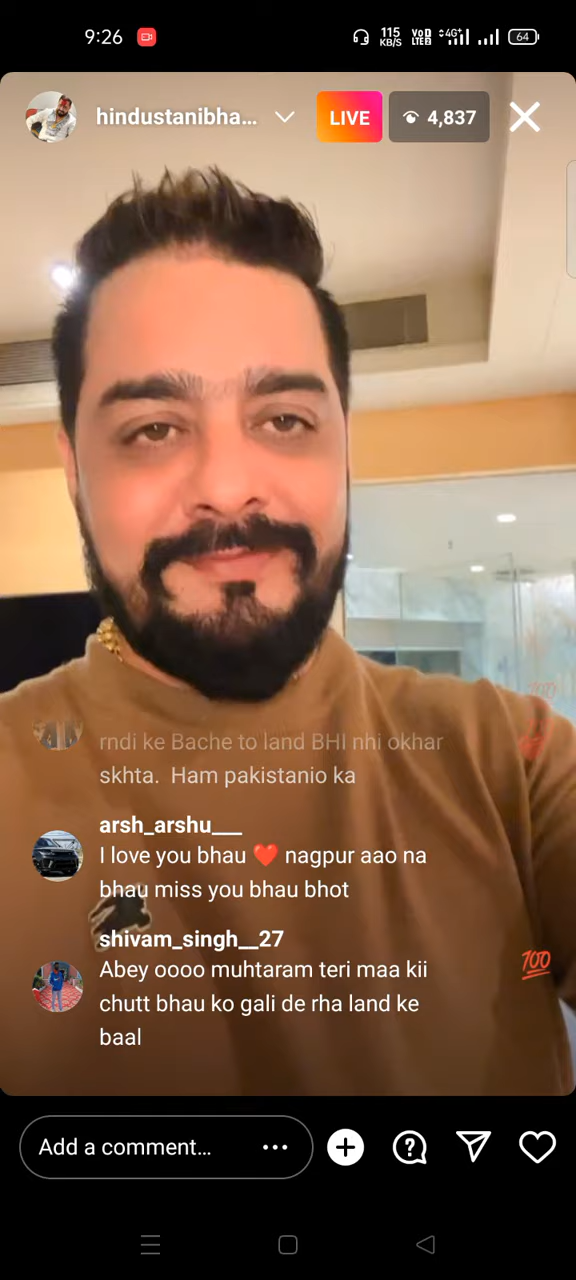 9:26
115
KB/S
VoD
LTE2
4G+
64
hindustanibha...
LIVE
4,837
rndi ke Bache to land BHI nhi okhar
skhta. Ham pakistanio ka
arsh_arshu___
I love you bhau ❤️ nagpur aao na
bhau miss you bhau bhot
shivam_singh__27
Abey oooo muhtaram teri maa kii
chutt bhau ko gali de rha land ke
baal
💯
Add a comment...